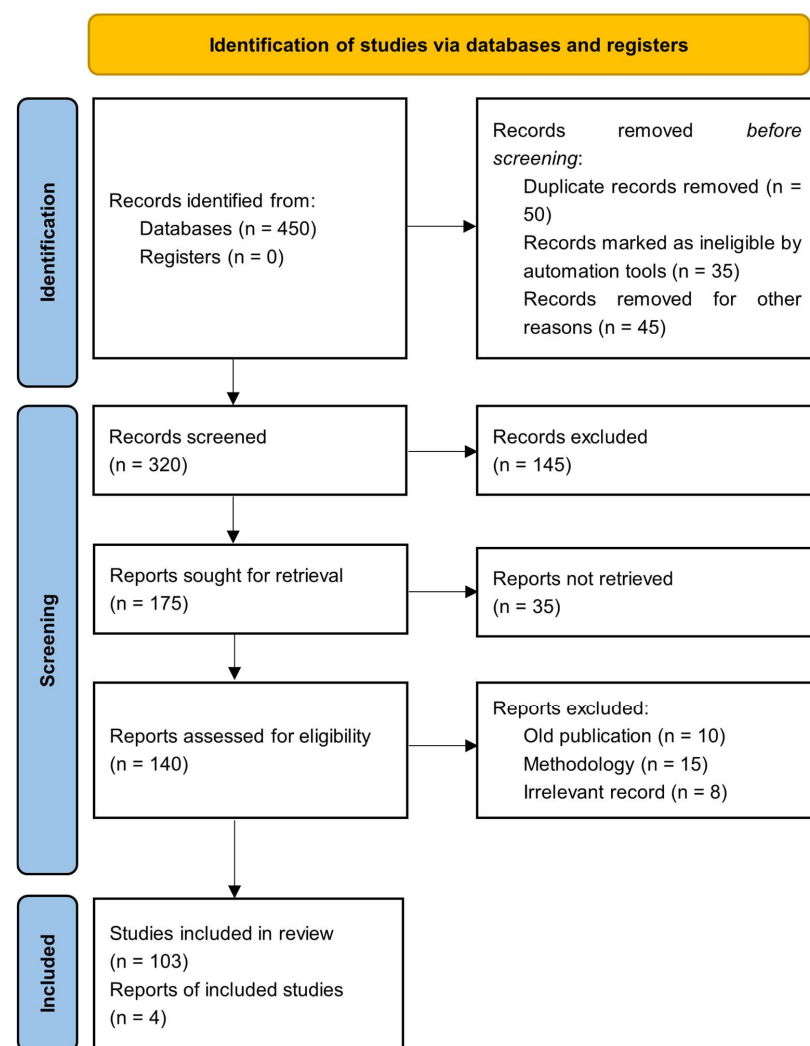 Identification of studies via databases and registers
Identification
Records identified from:
Databases (n = 450)
Registers (n = 0)
Records removed before
screening:
Duplicate records removed (n =
50)
Records marked as ineligible by
automation tools (n = 35)
Records removed for other
reasons (n = 45)
Screening
Records screened
(n = 320)
Records excluded
(n = 145)
Reports sought for retrieval
(n = 175)
Reports not retrieved
(n = 35)
Reports assessed for eligibility
(n = 140)
Reports excluded:
Old publication (n = 10)
Methodology (n = 15)
Irrelevant record (n = 8)
Included
Studies included in review
(n = 103)
Reports of included studies
(n = 4)